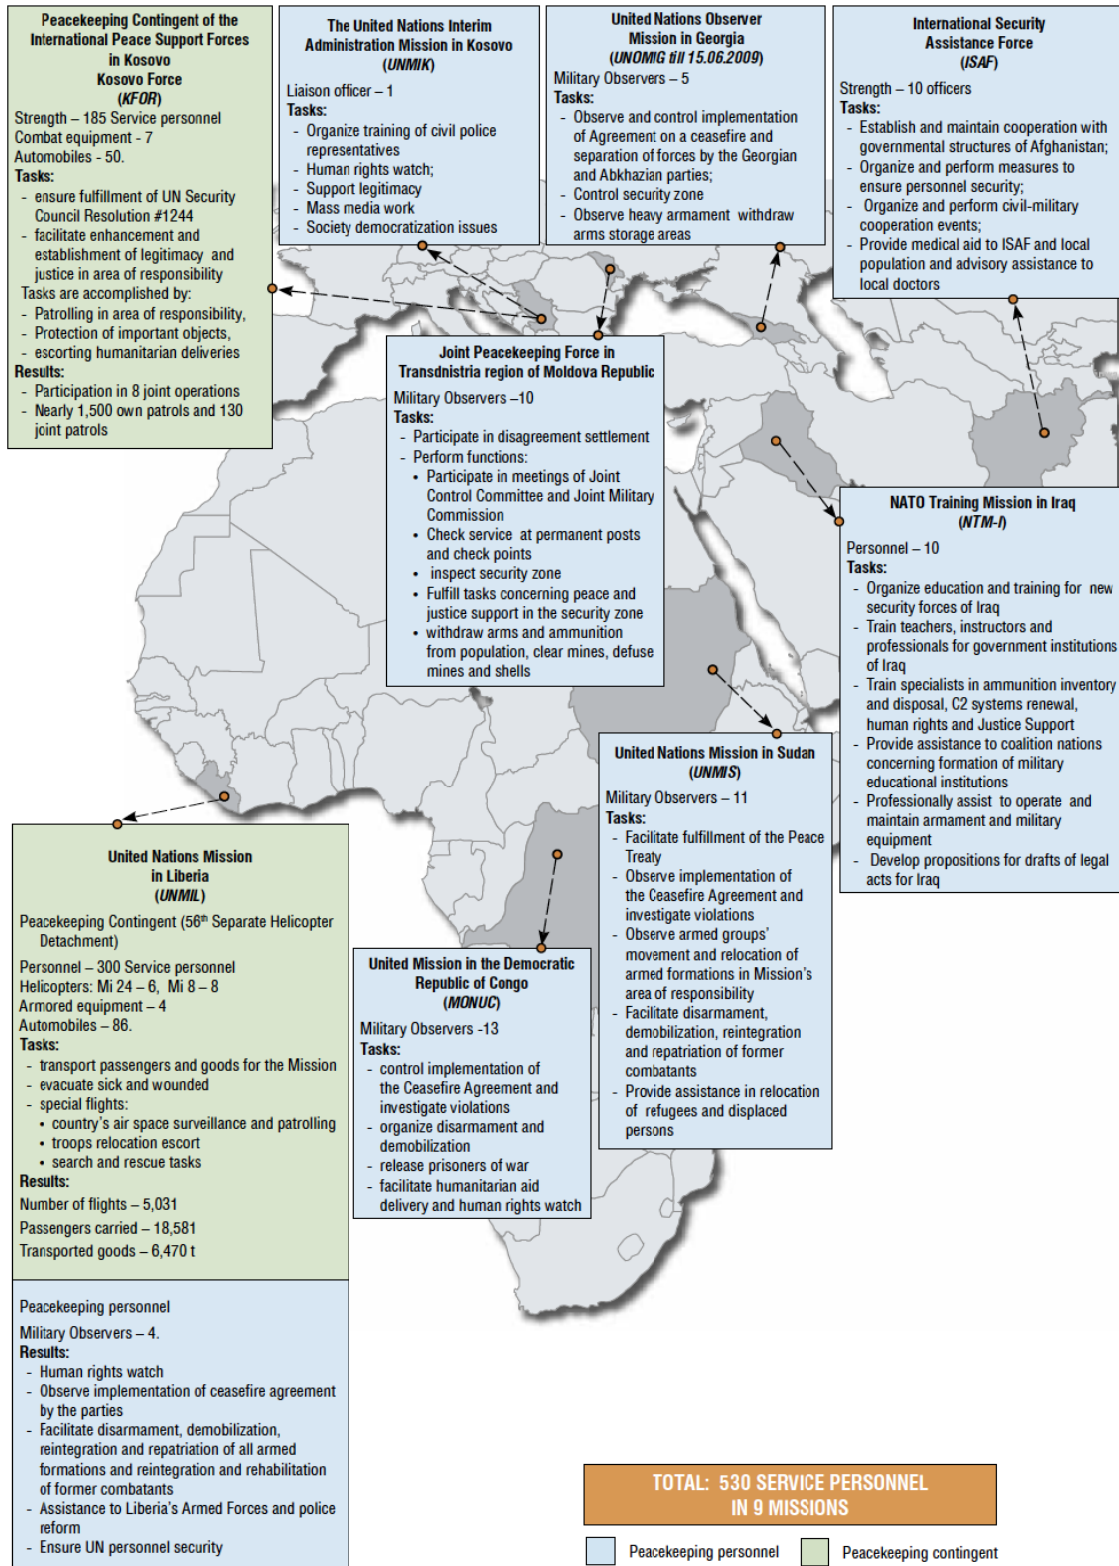 Peacekeeping Contingent of the
International Peace Support Forces
in Kosovo
Kosovo Force
(KFOR)
Strength – 185 Service personnel
Combat equipment - 7
Automobiles - 50.
Tasks:
- ensure fulfillment of UN Security
Council Resolution #1244
- facilitate enhancement and
establishment of legitimacy and
justice in area of responsibility
Tasks are accomplished by:
- Patrolling in area of responsibility,
- Protection of important objects,
- escorting humanitarian deliveries
Results:
- Participation in 8 joint operations
- Nearly 1,500 own patrols and 130
joint patrols
The United Nations Interim
Administration Mission in Kosovo
(UNMIK)
Liaison officer – 1
Tasks:
- Organize training of civil police
representatives
- Human rights watch;
- Support legitimacy
- Mass media work
- Society democratization issues
United Nations Observer
Mission in Georgia
(UNOMIG till 15.06.2009)
Military Observers – 5
Tasks:
- Observe and control implementation
of Agreement on a ceasefire and
separation of forces by the Georgian
and Abkhazian parties;
- Control security zone
- Observe heavy armament withdraw
arms storage areas
International Security
Assistance Force
(ISAF)
Strength – 10 officers
Tasks:
- Establish and maintain cooperation with
governmental structures of Afghanistan;
- Organize and perform measures to
ensure personnel security;
- Organize and perform civil-military
cooperation events;
- Provide medical aid to ISAF and local
population and advisory assistance to
local doctors
Joint Peacekeeping Force in
Transdnistria region of Moldova Republic
Military Observers –10
Tasks:
- Participate in disagreement settlement
- Perform functions:
• Participate in meetings of Joint
Control Committee and Joint Military
Commission
• Check service at permanent posts
and check points
• inspect security zone
• Fulfill tasks concerning peace and
justice support in the security zone
• withdraw arms and ammunition
from population, clear mines, defuse
mines and shells
NATO Training Mission in Iraq
(NTM-I)
Personnel – 10
Tasks:
- Organize education and training for new
security forces of Iraq
- Train teachers, instructors and
professionals for government institutions
of Iraq
- Train specialists in ammunition inventory
and disposal, C2 systems renewal,
human rights and Justice Support
- Provide assistance to coalition nations
concerning formation of military
educational institutions
- Professionally assist to operate and
maintain armament and military
equipment
- Develop propositions for drafts of legal
acts for Iraq
United Nations Mission in Sudan
(UNMIS)
Military Observers – 11
Tasks:
- Facilitate fulfillment of the Peace
Treaty
- Observe implementation of
the Ceasefire Agreement and
investigate violations
- Observe armed groups'
movement and relocation of
armed formations in Mission's
area of responsibility
- Facilitate disarmament,
demobilization, reintegration
and repatriation of former
combatants
- Provide assistance in relocation
of refugees and displaced
persons
United Nations Mission
in Liberia
(UNMIL)
Peacekeeping Contingent (56th Separate Helicopter
Detachment)
Personnel – 300 Service personnel
Helicopters: Mi 24 – 6, Mi 8 – 8
Armored equipment – 4
Automobiles – 86.
Tasks:
- transport passengers and goods for the Mission
- evacuate sick and wounded
- special flights:
• country's air space surveillance and patrolling
• troops relocation escort
• search and rescue tasks
Results:
Number of flights – 5,031
Passengers carried – 18,581
Transported goods – 6,470 t
Peacekeeping personnel
Military Observers – 4.
Results:
- Human rights watch
- Observe implementation of ceasefire agreement
by the parties
- Facilitate disarmament, demobilization,
reintegration and repatriation of all armed
formations and reintegration and rehabilitation
of former combatants
- Assistance to Liberia's Armed Forces and police
reform
- Ensure UN personnel security
United Mission in the Democratic
Republic of Congo
(MONUC)
Military Observers -13
Tasks:
- control implementation of
the Ceasefire Agreement and
investigate violations
- organize disarmament and
demobilization
- release prisoners of war
- facilitate humanitarian aid
delivery and human rights watch
TOTAL: 530 SERVICE PERSONNEL
IN 9 MISSIONS
Peacekeeping personnel
Peacekeeping contingent